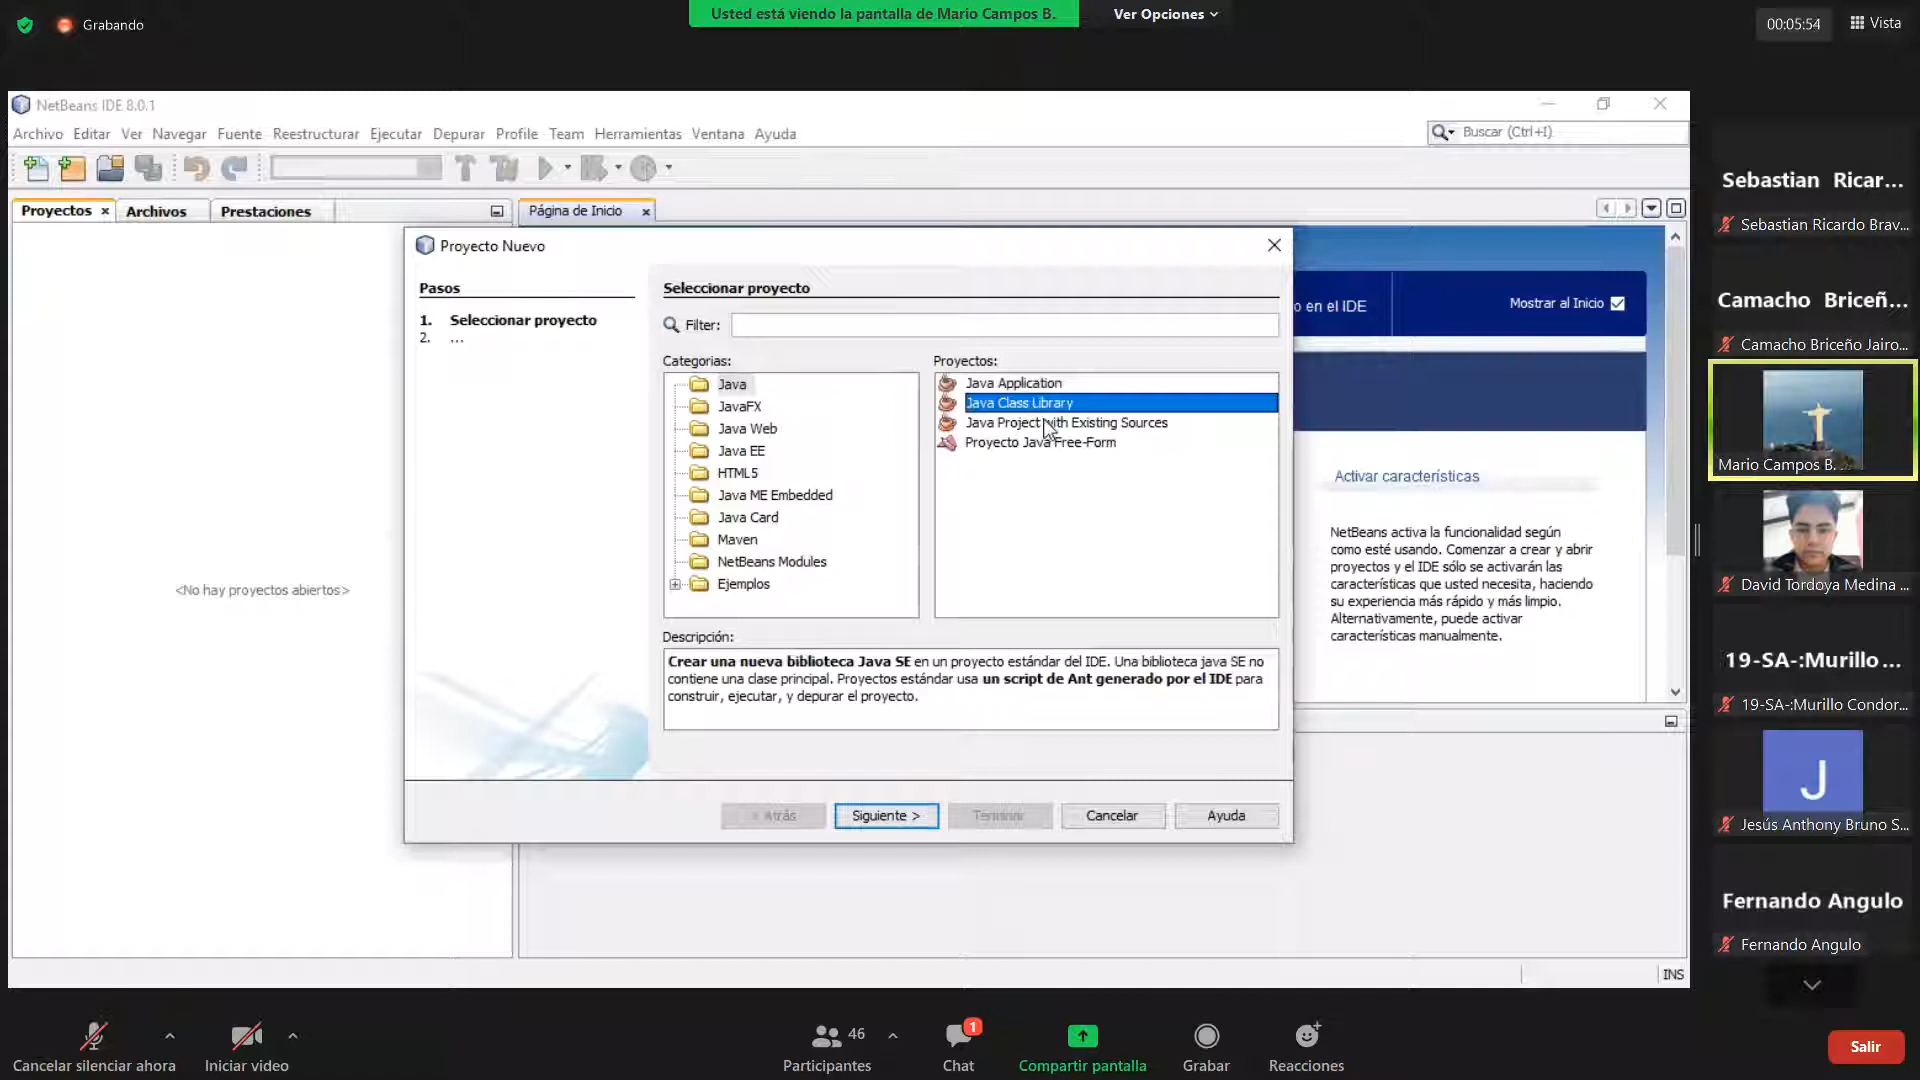 Grabando
Usted está viendo la pantalla de Mario Campos B.
Ver Opciones
00:05:54
Vista
NetBeans IDE 8.0.1
Archivo Editar Ver Navegar Fuente Reestructurar Ejecutar Depurar Profile Team Herramientas Ventana Ayuda
Buscar (Ctrl+I)
Proyectos
Archivos
Prestaciones
Página de Inicio
<No hay proyectos abiertos>
Proyecto Nuevo
Pasos
1. Seleccionar proyecto
2. ...
Seleccionar proyecto
Filter:
Categorías:
Java
JavaFX
Java Web
Java EE
HTML5
Java ME Embedded
Java Card
Maven
NetBeans Modules
Ejemplos
Proyectos:
Java Application
Java Class Library
Java Project with Existing Sources
Proyecto Java Free-Form
Descripción:
Crear una nueva biblioteca Java SE en un proyecto estándar del IDE. Una biblioteca java SE no
contiene una clase principal. Proyectos estándar usa un script de Ant generado por el IDE para
construir, ejecutar, y depurar el proyecto.
< Atrás
Siguiente >
Terminar
Cancelar
Ayuda
o en el IDE
Mostrar al Inicio
Activar características
NetBeans activa la funcionalidad según
como esté usando. Comenzar a crear y abrir
proyectos y el IDE sólo se activarán las
características que usted necesita, haciendo
su experiencia más rápido y más limpio.
Alternativamente, puede activar
características manualmente.
INS
Sebastian Ricar...
Sebastian Ricardo Brav...
Camacho Briceñ...
Camacho Briceño Jairo...
Mario Campos B. ...
David Tordoya Medina ...
19-SA-:Murillo ...
19-SA-:Murillo Condor...
J
Jesús Anthony Bruno S...
Fernando Angulo
Fernando Angulo
Cancelar silenciar ahora
Iniciar video
46
Participantes
1
Chat
Compartir pantalla
Grabar
Reacciones
Salir